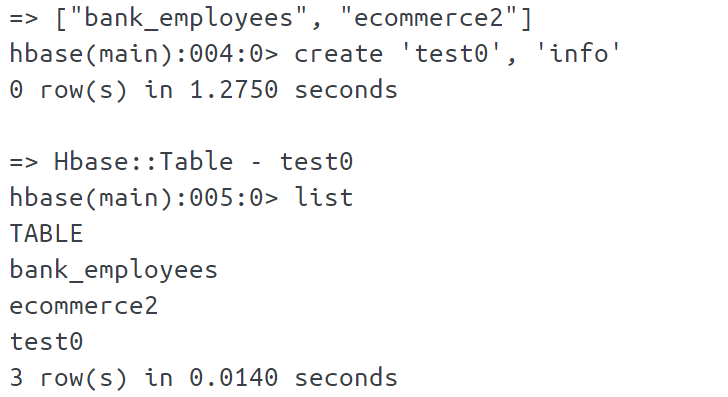 => ["bank_employees", "ecommerce2"]
hbase(main):004:0> create 'test0', 'info'
0 row(s) in 1.2750 seconds

=> Hbase::Table - test0
hbase(main):005:0> list
TABLE
bank_employees
ecommerce2
test0
3 row(s) in 0.0140 seconds